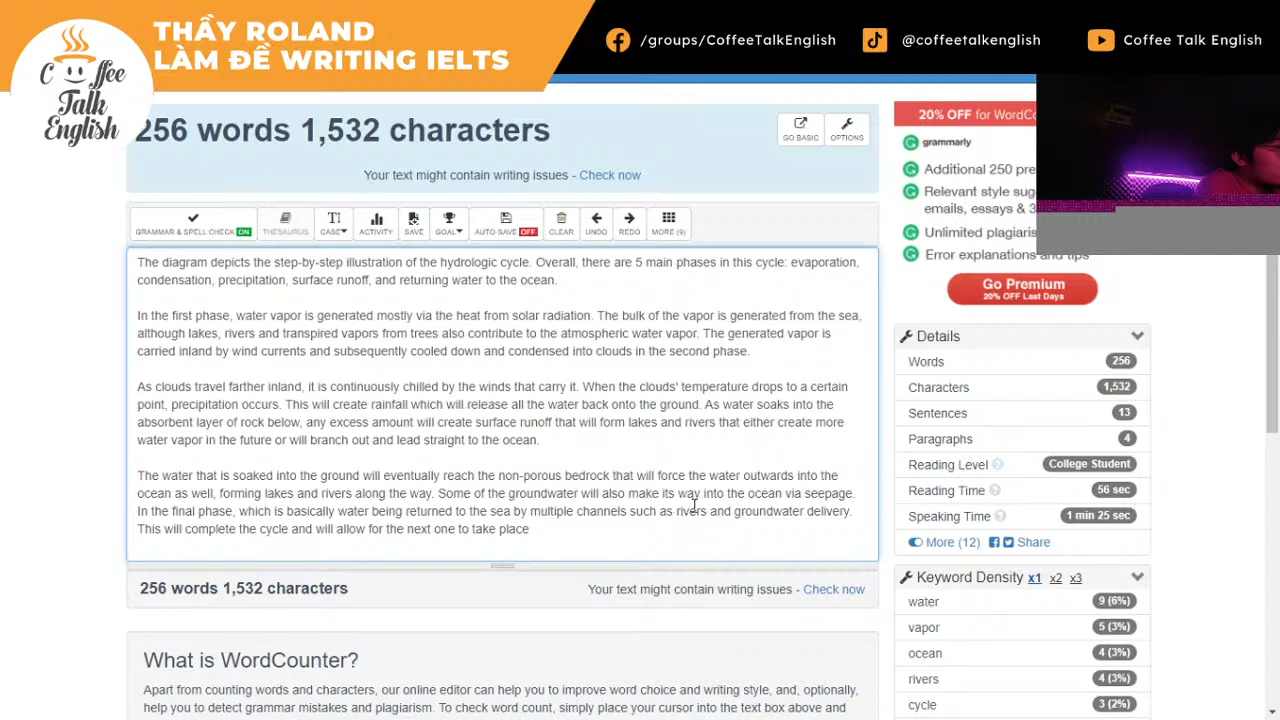 THẦY ROLAND
LÀM ĐỀ WRITING IELTS
/groups/CoffeeTalkEnglish
@coffeetalkenglish
Coffee Talk English
Coffee
Talk
English
256 words 1,532 characters
GO BASIC
OPTIONS
Your text might contain writing issues - Check now
GRAMMAR & SPELL CHECK ON
THESAURUS
CASE
ACTIVITY
SAVE
GOAL
AUTO SAVE OFF
CLEAR
UNDO
REDO
MORE (9)
The diagram depicts the step-by-step illustration of the hydrologic cycle. Overall, there are 5 main phases in this cycle: evaporation,
condensation, precipitation, surface runoff, and returning water to the ocean.
In the first phase, water vapor is generated mostly via the heat from solar radiation. The bulk of the vapor is generated from the sea,
although lakes, rivers and transpired vapors from trees also contribute to the atmospheric water vapor. The generated vapor is
carried inland by wind currents and subsequently cooled down and condensed into clouds in the second phase.
As clouds travel farther inland, it is continuously chilled by the winds that carry it. When the clouds' temperature drops to a certain
point, precipitation occurs. This will create rainfall which will release all the water back onto the ground. As water soaks into the
absorbent layer of rock below, any excess amount will create surface runoff that will form lakes and rivers that either create more
water vapor in the future or will branch out and lead straight to the ocean.
The water that is soaked into the ground will eventually reach the non-porous bedrock that will force the water outwards into the
ocean as well, forming lakes and rivers along the way. Some of the groundwater will also make its way into the ocean via seepage.
In the final phase, which is basically water being returned to the sea by multiple channels such as rivers and groundwater delivery.
This will complete the cycle and will allow for the next one to take place
256 words 1,532 characters
Your text might contain writing issues - Check now
What is WordCounter?
Apart from counting words and characters, our online editor can help you to improve word choice and writing style, and, optionally,
help you to detect grammar mistakes and plagiarism. To check word count, simply place your cursor into the text box above and
20% OFF for WordCo
grammarly
Additional 250 pre
Relevant style sug
emails, essays & 3
Unlimited plagiaris
Error explanations and tips
Go Premium
20% OFF Last Days
Details
Words 256
Characters 1,532
Sentences 13
Paragraphs 4
Reading Level College Student
Reading Time 56 sec
Speaking Time 1 min 25 sec
More (12) Share
Keyword Density x1 x2 x3
water 9 (6%)
vapor 5 (3%)
ocean 4 (3%)
rivers 4 (3%)
cycle 3 (2%)